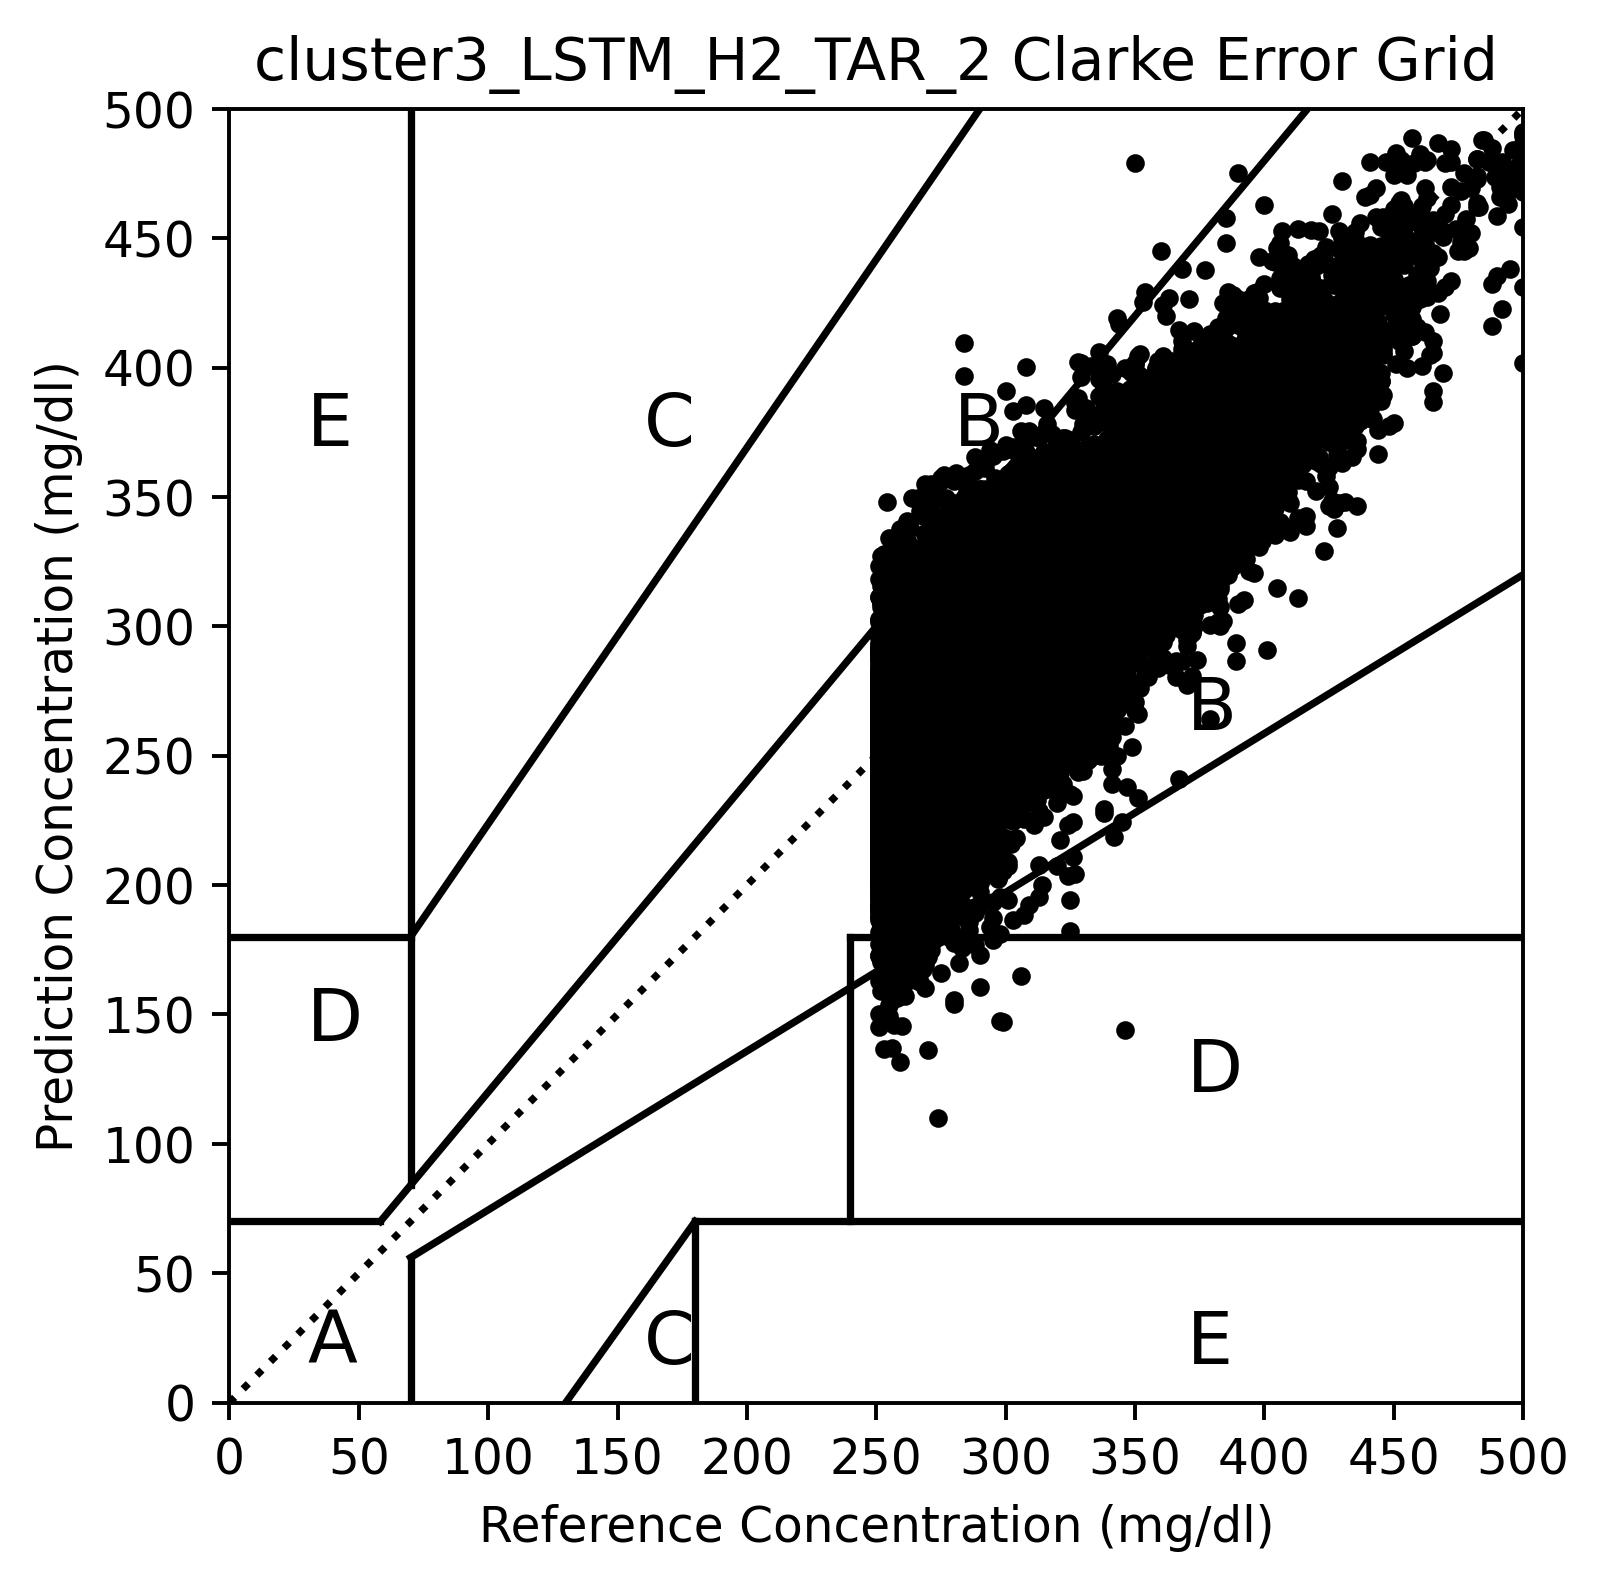 cluster3_LSTM_H2_TAR_2 Clarke Error Grid
500
450
400
350
300
250
200
150
100
50
0
Prediction Concentration (mg/dl)
E
C
B
B
D
D
A
C
E
0 50 100 150 200 250 300 350 400 450 500
Reference Concentration (mg/dl)